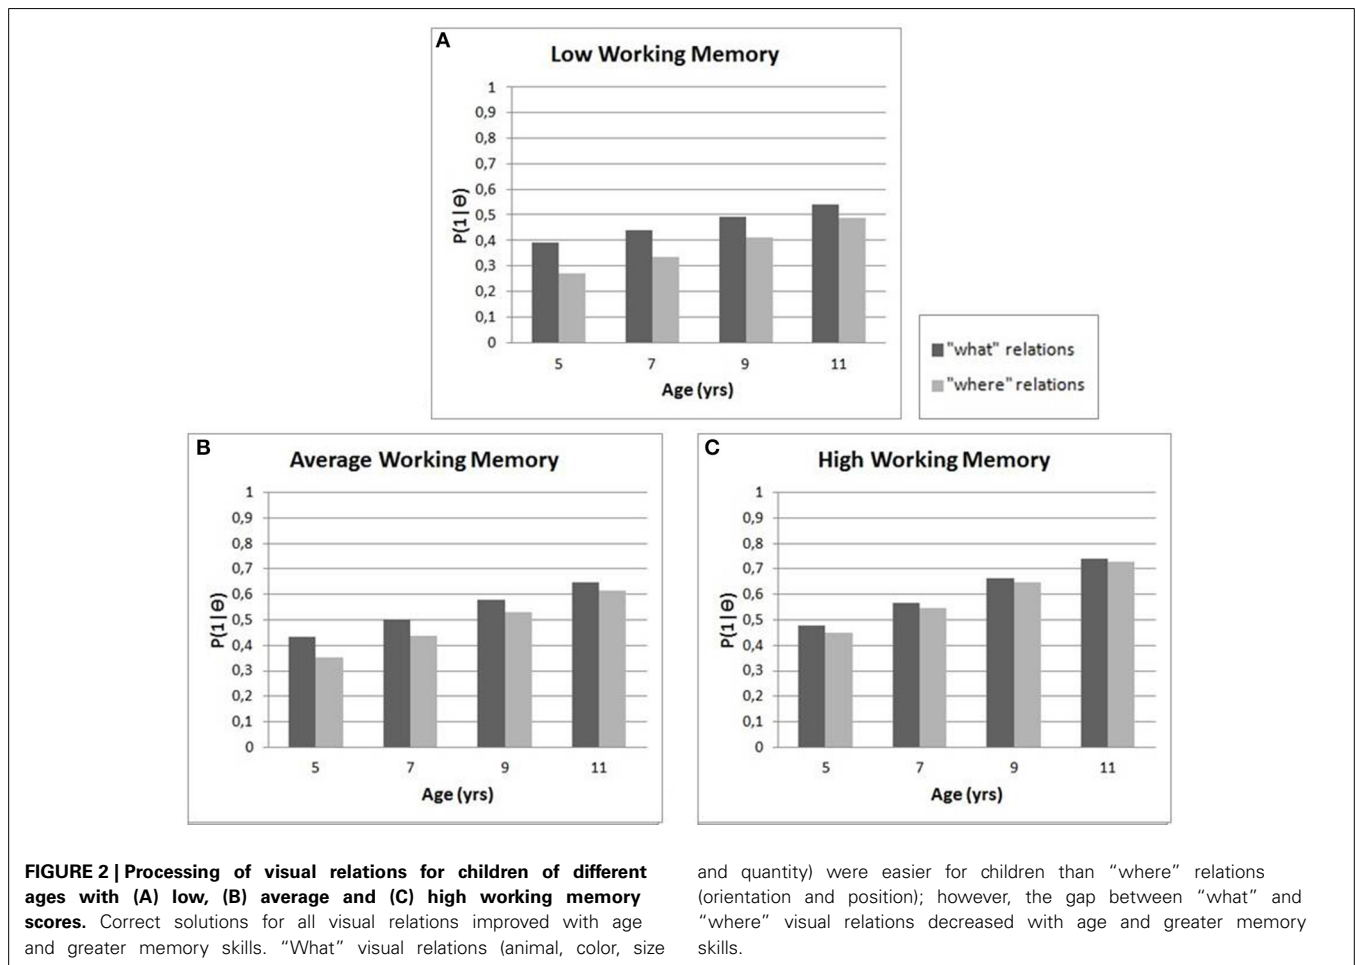 A
Low Working Memory
1
0,9
0,8
0,7
0,6
0,5
0,4
0,3
0,2
0,1
0
P(1|Θ)
5 7 9 11
Age (yrs)
"what" relations
"where" relations
B
Average Working Memory
1
0,9
0,8
0,7
0,6
0,5
0,4
0,3
0,2
0,1
0
P(1|Θ)
5 7 9 11
Age (yrs)
C
High Working Memory
1
0,9
0,8
0,7
0,6
0,5
0,4
0,3
0,2
0,1
0
P(1|Θ)
5 7 9 11
Age (yrs)
FIGURE 2 | Processing of visual relations for children of different
ages with (A) low, (B) average and (C) high working memory
scores. Correct solutions for all visual relations improved with age
and greater memory skills. “What” visual relations (animal, color, size
and quantity) were easier for children than “where” relations
(orientation and position); however, the gap between “what” and
“where” visual relations decreased with age and greater memory
skills.